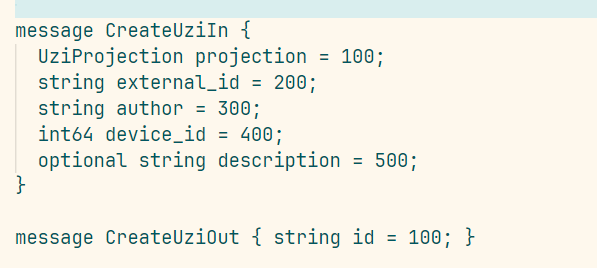 message CreateUziIn {
  UziProjection projection = 100;
  string external_id = 200;
  string author = 300;
  int64 device_id = 400;
  optional string description = 500;
}

message CreateUziOut { string id = 100; }